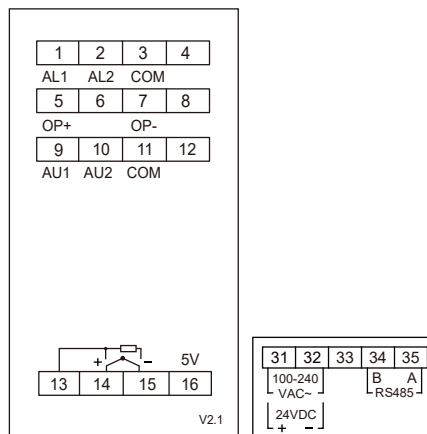 1 2 3 4
AL1 AL2 COM
5 6 7 8
OP+ OP-
9 10 11 12
AU1 AU2 COM
+ − 5V
13 14 15 16
V2.1
31 32 33 34 35
100-240 B A
VAC~ RS485
24VDC
+ −